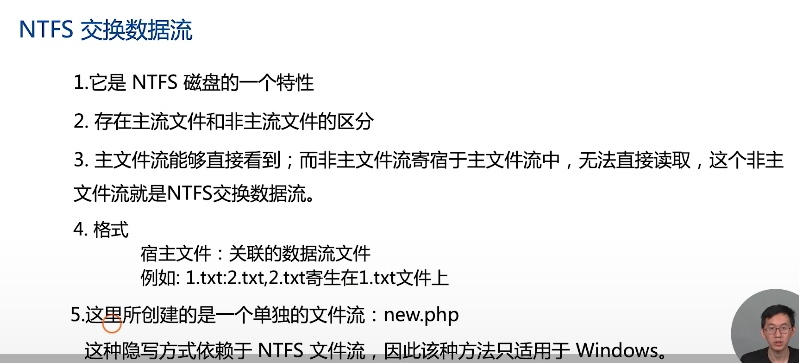 NTFS 交换数据流
1.它是 NTFS 磁盘的一个特性
2. 存在主流文件和非主流文件的区分
3. 主文件流能够直接看到；而非主文件流寄宿于主文件流中，无法直接读取，这个非主
文件流就是NTFS交换数据流。
4. 格式
宿主文件：关联的数据流文件
例如: 1.txt:2.txt,2.txt寄生在1.txt文件上
5.这里所创建的是一个单独的文件流：new.php
这种隐写方式依赖于 NTFS 文件流，因此该种方法只适用于 Windows。